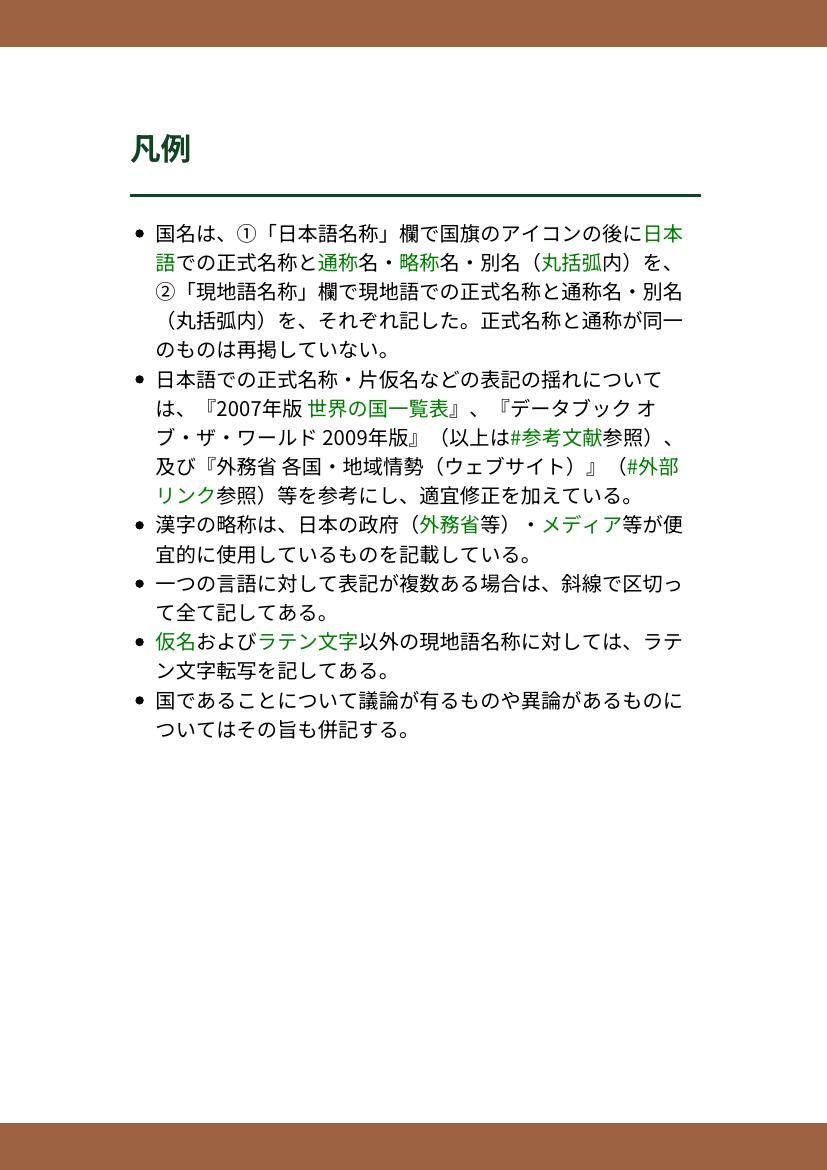 凡例
• 国名は、①「日本語名称」欄で国旗のアイコンの後に日本
語での正式名称と通称名・略称名・別名（丸括弧内）を、
②「現地語名称」欄で現地語での正式名称と通称名・別名
（丸括弧内）を、それぞれ記した。正式名称と通称が同一
のものは再掲していない。
• 日本語での正式名称・片仮名などの表記の揺れについて
は、『2007年版 世界の国一覧表』、『データブック オ
ブ・ザ・ワールド 2009年版』（以上は#参考文献参照）、
及び『外務省 各国・地域情勢（ウェブサイト）』（#外部
リンク参照）等を参考にし、適宜修正を加えている。
• 漢字の略称は、日本の政府（外務省等）・メディア等が便
宜的に使用しているものを記載している。
• 一つの言語に対して表記が複数ある場合は、斜線で区切っ
て全て記してある。
• 仮名およびラテン文字以外の現地語名称に対しては、ラテ
ン文字転写を記してある。
• 国であることについて議論が有るものや異論があるものに
ついてはその旨も併記する。